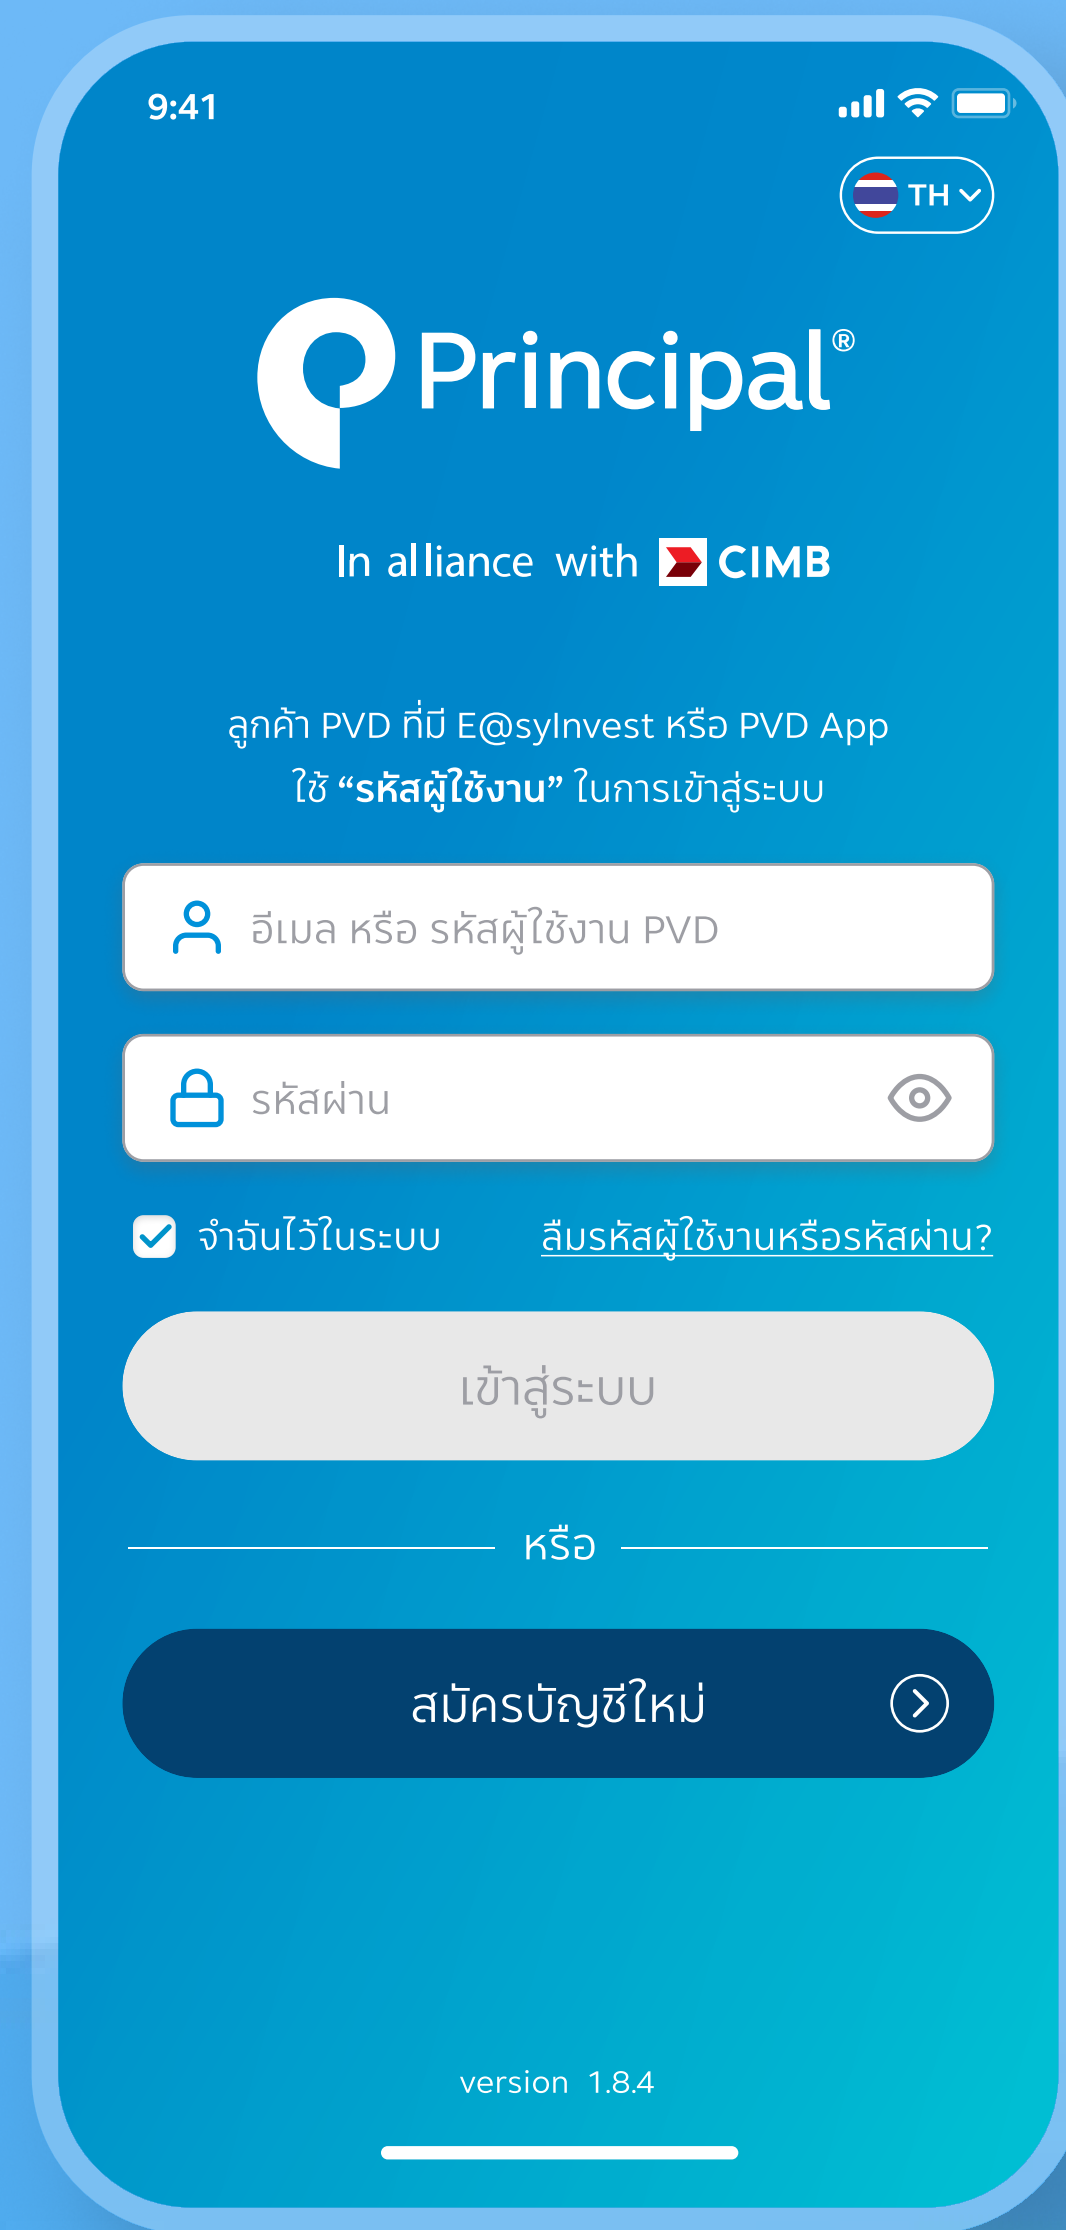 9:41
TH
Principal®
In alliance with CIMB
ลูกค้า PVD ที่มี E@syInvest หรือ PVD App
ใช้ “รหัสผู้ใช้งาน” ในการเข้าสู่ระบบ
อีเมล หรือ รหัสผู้ใช้งาน PVD
รหัสผ่าน
จำฉันไว้ในระบบ ลืมรหัสผู้ใช้งานหรือรหัสผ่าน?
เข้าสู่ระบบ
หรือ
สมัครบัญชีใหม่
version 1.8.4